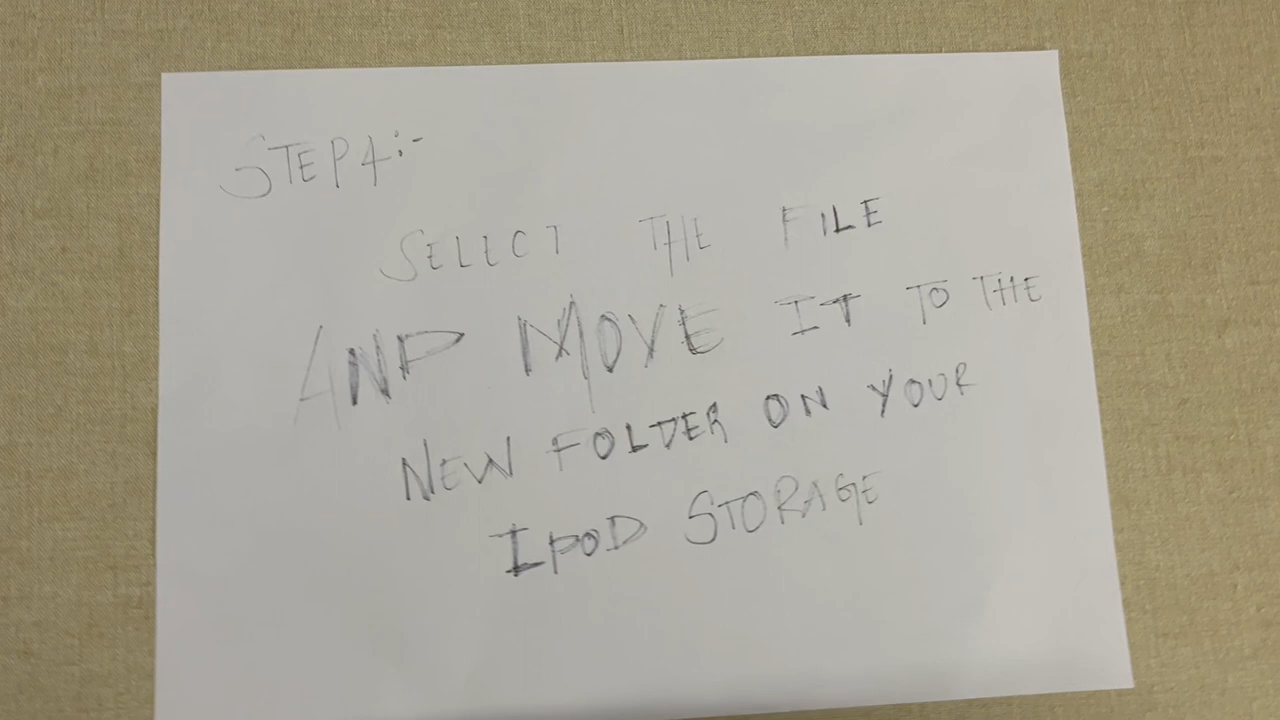 STEP4:-
SELECT THE FILE
AND MOVE IT TO THE
NEW FOLDER ON YOUR
IPOD STORAGE